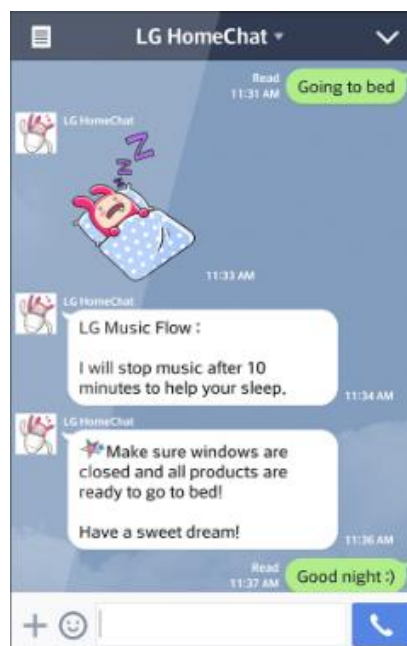 LG HomeChat
Read
11:31 AM
Going to bed
LG HomeChat
Z
Z
Z
11:33 AM
LG HomeChat
LG Music Flow :
I will stop music after 10
minutes to help your sleep.
11:34 AM
LG HomeChat
Make sure windows are
closed and all products are
ready to go to bed!
Have a sweet dream!
11:36 AM
Read
11:37 AM
Good night :)